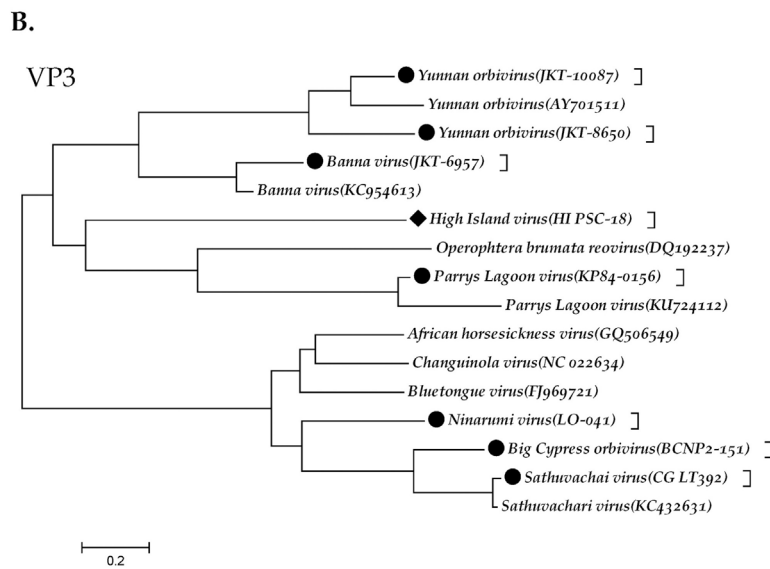 B.
VP3
Yunnan orbivirus(JKT-10087)
Yunnan orbivirus(AY701511)
Yunnan orbivirus(JKT-8650)
Banna virus(JKT-6957)
Banna virus(KC954613)
High Island virus(HI PSC-18)
Operophtera brumata reovirus(DQ192237)
Parrys Lagoon virus(KP84-0156)
Parrys Lagoon virus(KU724112)
African horsesickness virus(GQ506549)
Changuinola virus(NC 022634)
Bluetongue virus(FJ969721)
Ninarumi virus(LO-041)
Big Cypress orbivirus(BCNP2-151)
Sathuvachai virus(CG LT392)
Sathuvachari virus(KC432631)
0.2